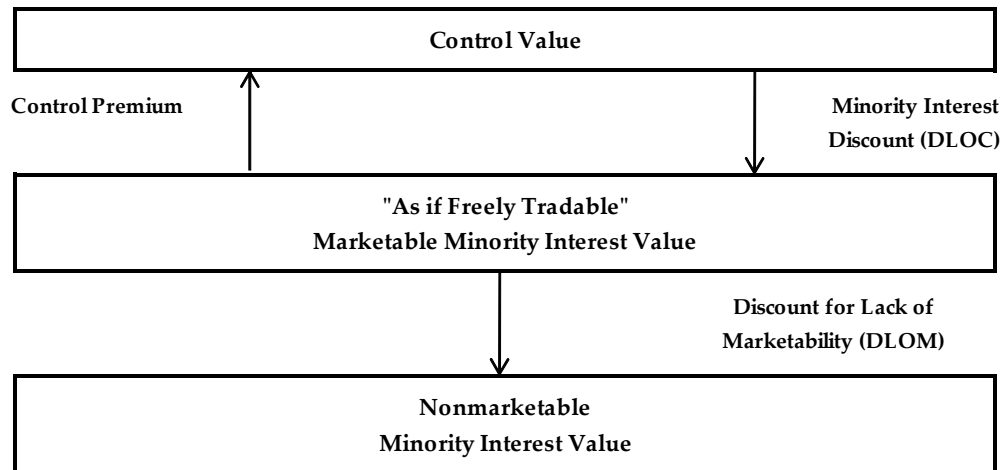 Control Value
Control Premium
Minority Interest
Discount (DLOC)
"As if Freely Tradable"
Marketable Minority Interest Value
Discount for Lack of
Marketability (DLOM)
Nonmarketable
Minority Interest Value